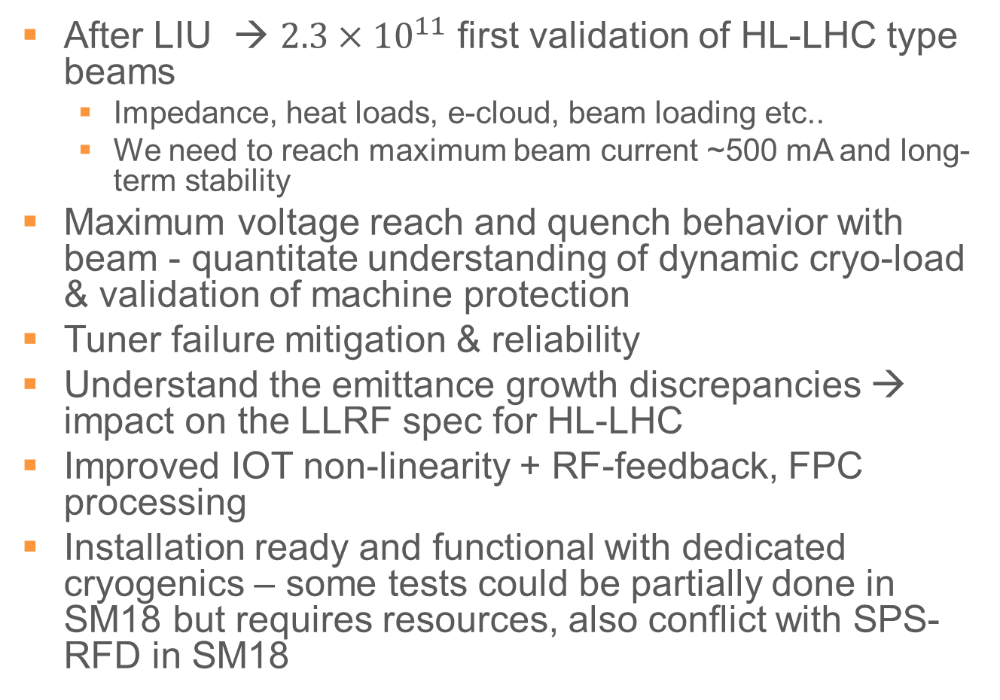 ▪ After LIU → 2.3 × 10¹¹ first validation of HL-LHC type
beams
▪ Impedance, heat loads, e-cloud, beam loading etc..
▪ We need to reach maximum beam current ~500 mA and long-
term stability
▪ Maximum voltage reach and quench behavior with
beam - quantitate understanding of dynamic cryo-load
& validation of machine protection
▪ Tuner failure mitigation & reliability
▪ Understand the emittance growth discrepancies →
impact on the LLRF spec for HL-LHC
▪ Improved IOT non-linearity + RF-feedback, FPC
processing
▪ Installation ready and functional with dedicated
cryogenics – some tests could be partially done in
SM18 but requires resources, also conflict with SPS-
RFD in SM18